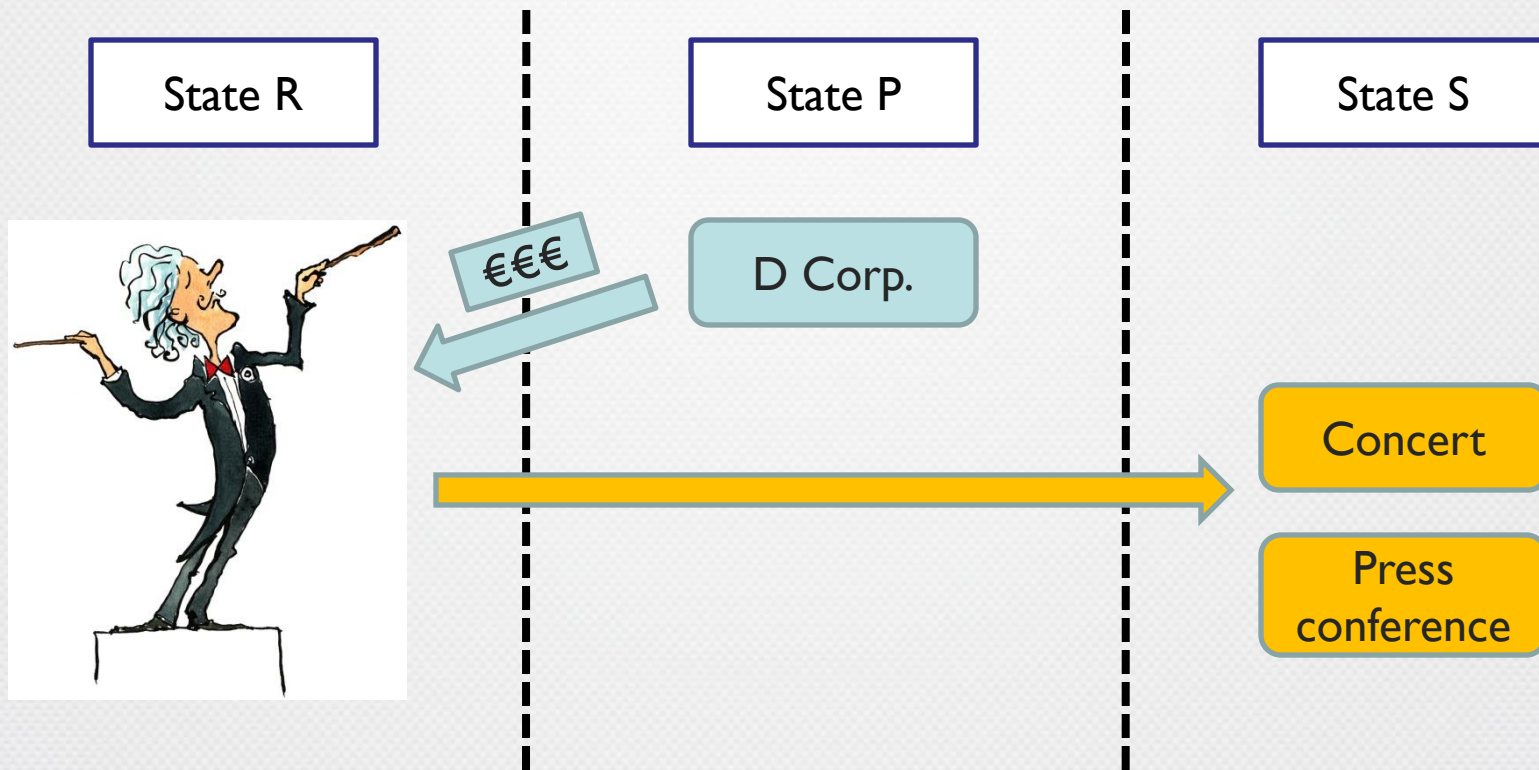 State R
State P
State S
€€€
D Corp.
Concert
Press
conference